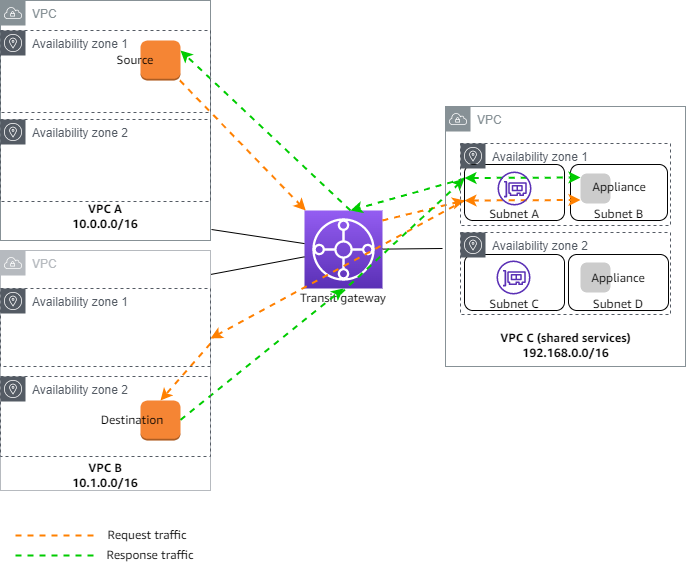 VPC
Availability zone 1
Source
Availability zone 2
VPC A
10.0.0.0/16
VPC
Availability zone 1
Availability zone 2
Destination
VPC B
10.1.0.0/16
Transit gateway
VPC
Availability zone 1
Appliance
Subnet A
Subnet B
Availability zone 2
Appliance
Subnet C
Subnet D
VPC C (shared services)
192.168.0.0/16
Request traffic
Response traffic